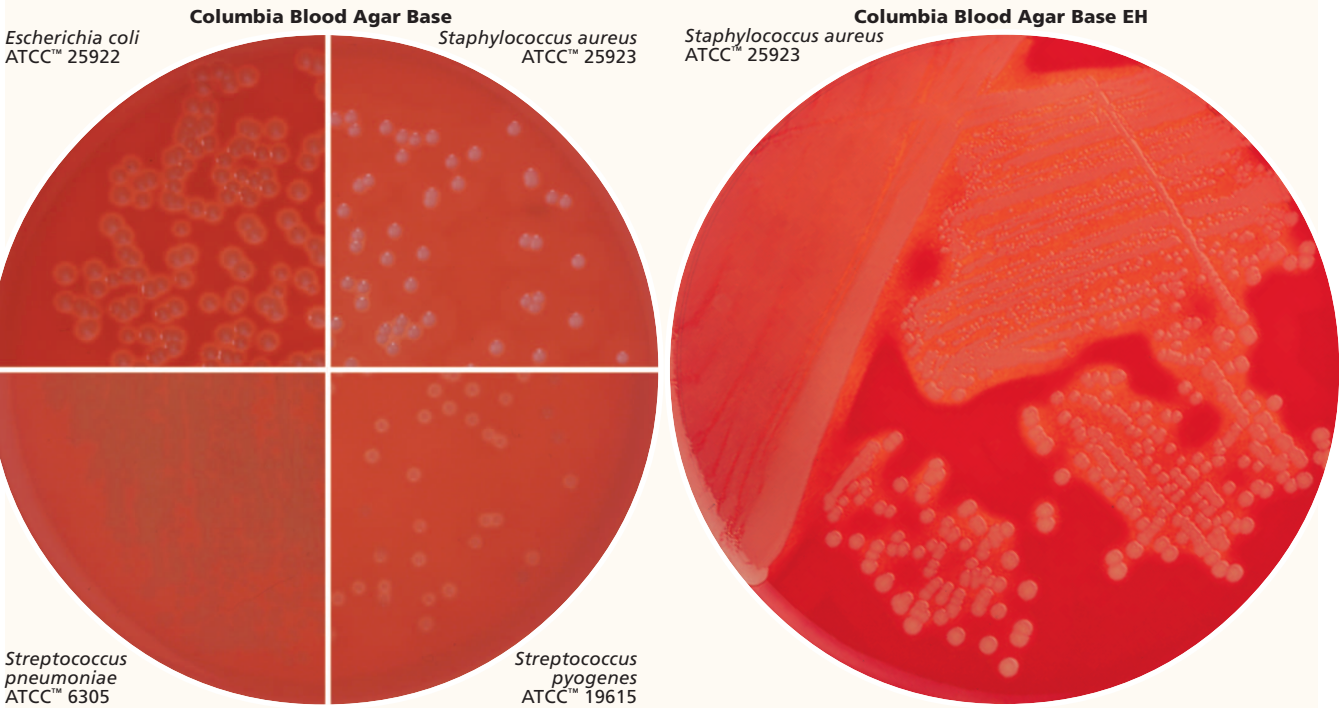 Columbia Blood Agar Base
Escherichia coli
ATCC™ 25922
Staphylococcus aureus
ATCC™ 25923
Streptococcus
pneumoniae
ATCC™ 6305
Streptococcus
pyogenes
ATCC™ 19615
Columbia Blood Agar Base EH
Staphylococcus aureus
ATCC™ 25923